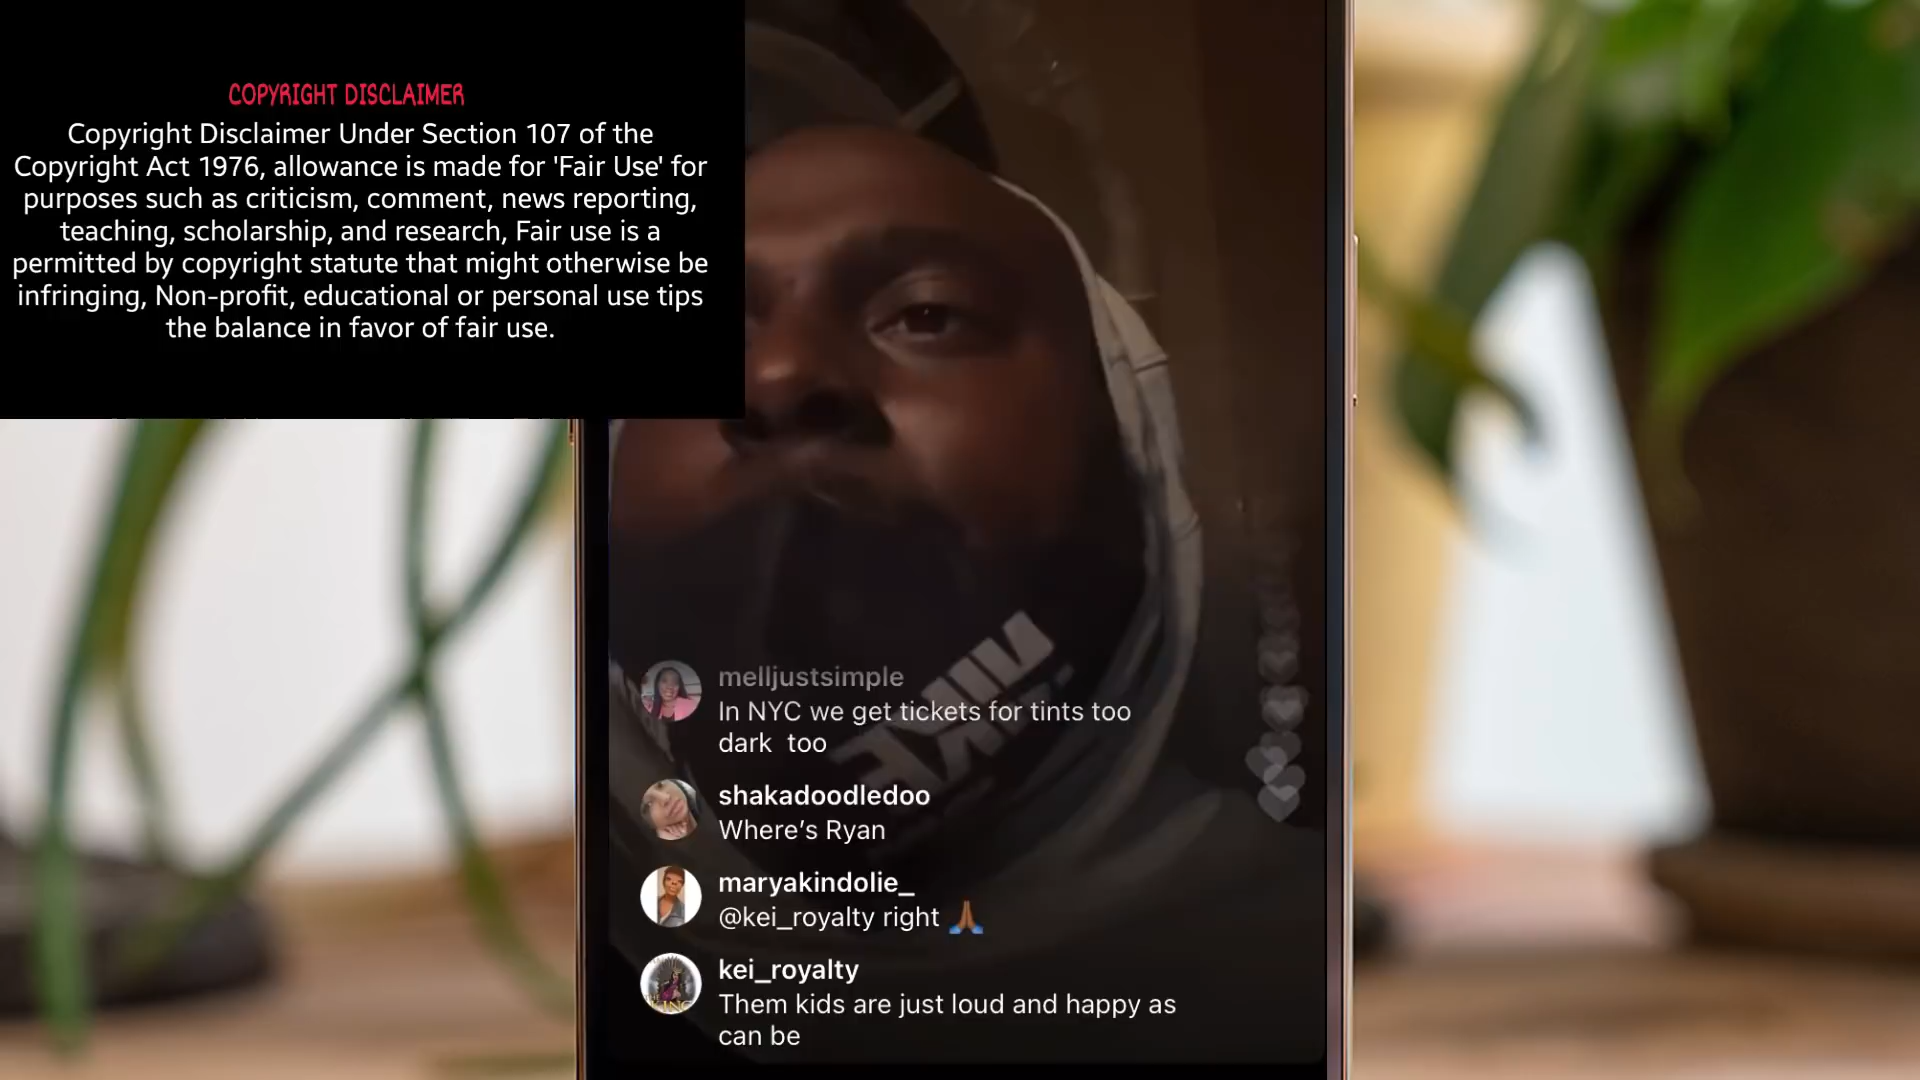 COPYRIGHT DISCLAIMER
Copyright Disclaimer Under Section 107 of the
Copyright Act 1976, allowance is made for 'Fair Use' for
purposes such as criticism, comment, news reporting,
teaching, scholarship, and research, Fair use is a
permitted by copyright statute that might otherwise be
infringing, Non-profit, educational or personal use tips
the balance in favor of fair use.
NIKE
melljustsimple
In NYC we get tickets for tints too
dark too
shakadoodledoo
Where's Ryan
maryakindolie_
@kei_royalty right 🙏🏾
kei_royalty
Them kids are just loud and happy as
can be